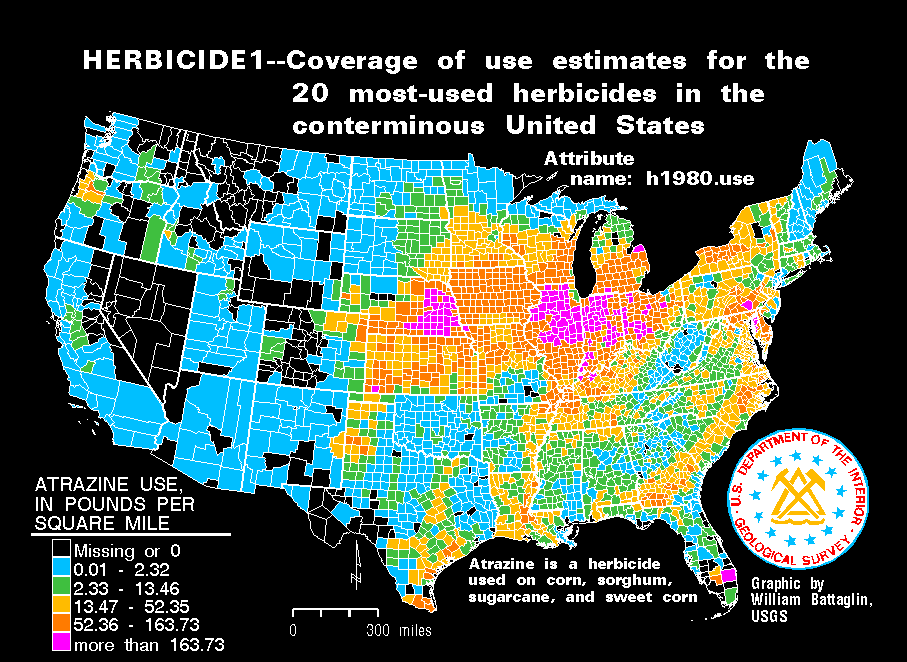 HERBICIDE1--Coverage of use estimates for the
20 most-used herbicides in the
conterminous United States
Attribute
name: h1980.use
ATRAZINE USE,
IN POUNDS PER
SQUARE MILE
Missing or 0
0.01 - 2.32
2.33 - 13.46
13.47 - 52.35
52.36 - 163.73
more than 163.73
N
0 300 miles
Atrazine is a herbicide
used on corn, sorghum,
sugarcane, and sweet corn
U.S. DEPARTMENT OF THE INTERIOR
GEOLOGICAL SURVEY
Graphic by
William Battaglin,
USGS